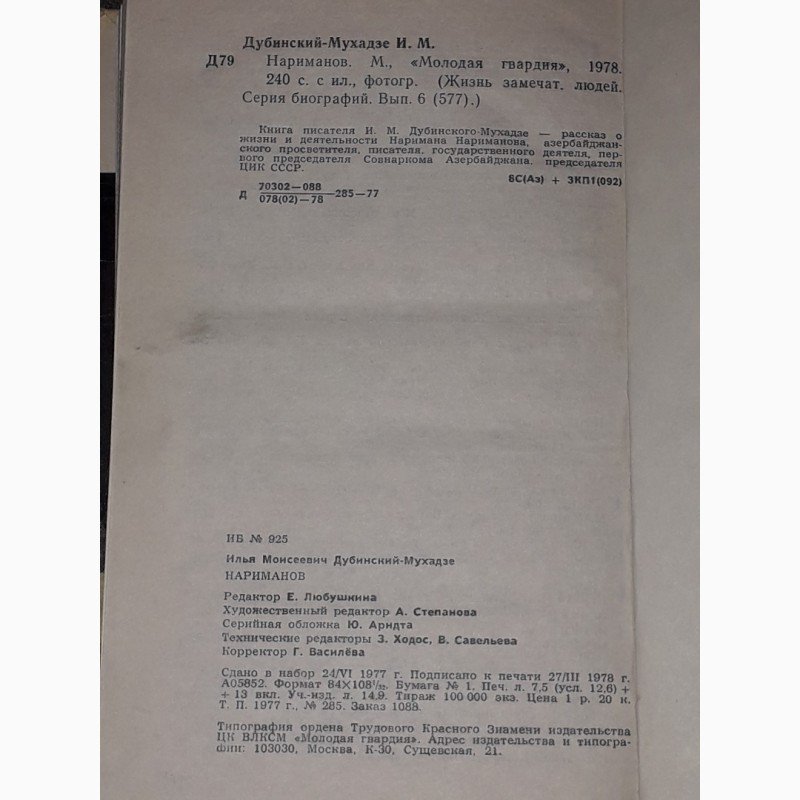 Дубинский-Мухадзе И. М.
Д79 Нариманов. М., «Молодая гвардия», 1978.
240 с. с ил., фотогр. (Жизнь замечат. людей.
Серия биографий. Вып. 6 (577).)
Книга писателя И. М. Дубинского-Мухадзе — рассказ о
жизни и деятельности Наримана Нариманова, азербайджан-
ского просветителя, писателя, государственного деятеля, пер-
вого председателя Совнаркома Азербайджана, председателя
ЦИК СССР.
Д 70302—088
078(02)—78 —285—77
8С(Аз) + ЗКП1(092)
ИБ № 925
Илья Моисеевич Дубинский-Мухадзе
НАРИМАНОВ
Редактор Е. Любушкина
Художественный редактор А. Степанова
Серийная обложка Ю. Арндта
Технические редакторы З. Ходос, В. Савельева
Корректор Г. Василёва
Сдано в набор 24/VI 1977 г. Подписано к печати 27/III 1978 г.
А05852. Формат 84×108¹/₃₂. Бумага № 1. Печ. л. 7,5 (усл. 12,6) +
+ 13 вкл. Уч.-изд. л. 14,9. Тираж 100 000 экз. Цена 1 р. 20 к.
Т. П. 1977 г., № 285. Заказ 1088.
Типография ордена Трудового Красного Знамени издательства
ЦК ВЛКСМ «Молодая гвардия». Адрес издательства и типогра-
фии: 103030, Москва, К-30, Сущевская, 21.